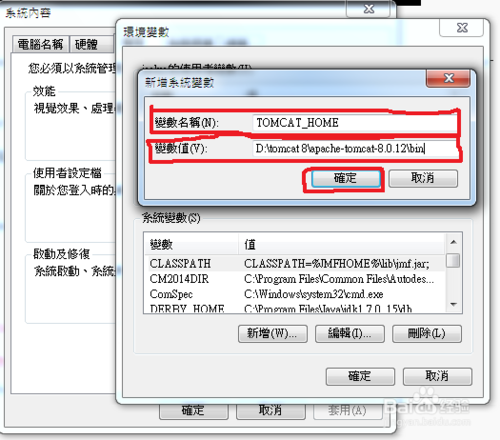 系統內容
電腦名稱
硬體
您必須以系統管理
效能
視覺效果、處理
使用者設定檔
關於您登入時的
啟動及修復
系統啟動、系統
確定
取消
套用(A)
環境變數
的使用者變數(U)
新增系統變數
變數名稱(N):
TOMCAT_HOME
變數值(V):
D:\tomcat 8\apache-tomcat-8.0.12\bin
確定
取消
系統變數(S)
變數 值
CLASSPATH CLASSPATH=%JMFHOME%\lib\jmf.jar;
CM2014DIR C:\Program Files\Common Files\Autodes...
ComSpec C:\Windows\system32\cmd.exe
DERBY_HOME C:\Program Files\Java\jdk1.7.0_15\db
新增(W)...
編輯(I)...
刪除(L)
確定
取消
Baidu 经验
jingyan.baidu.com